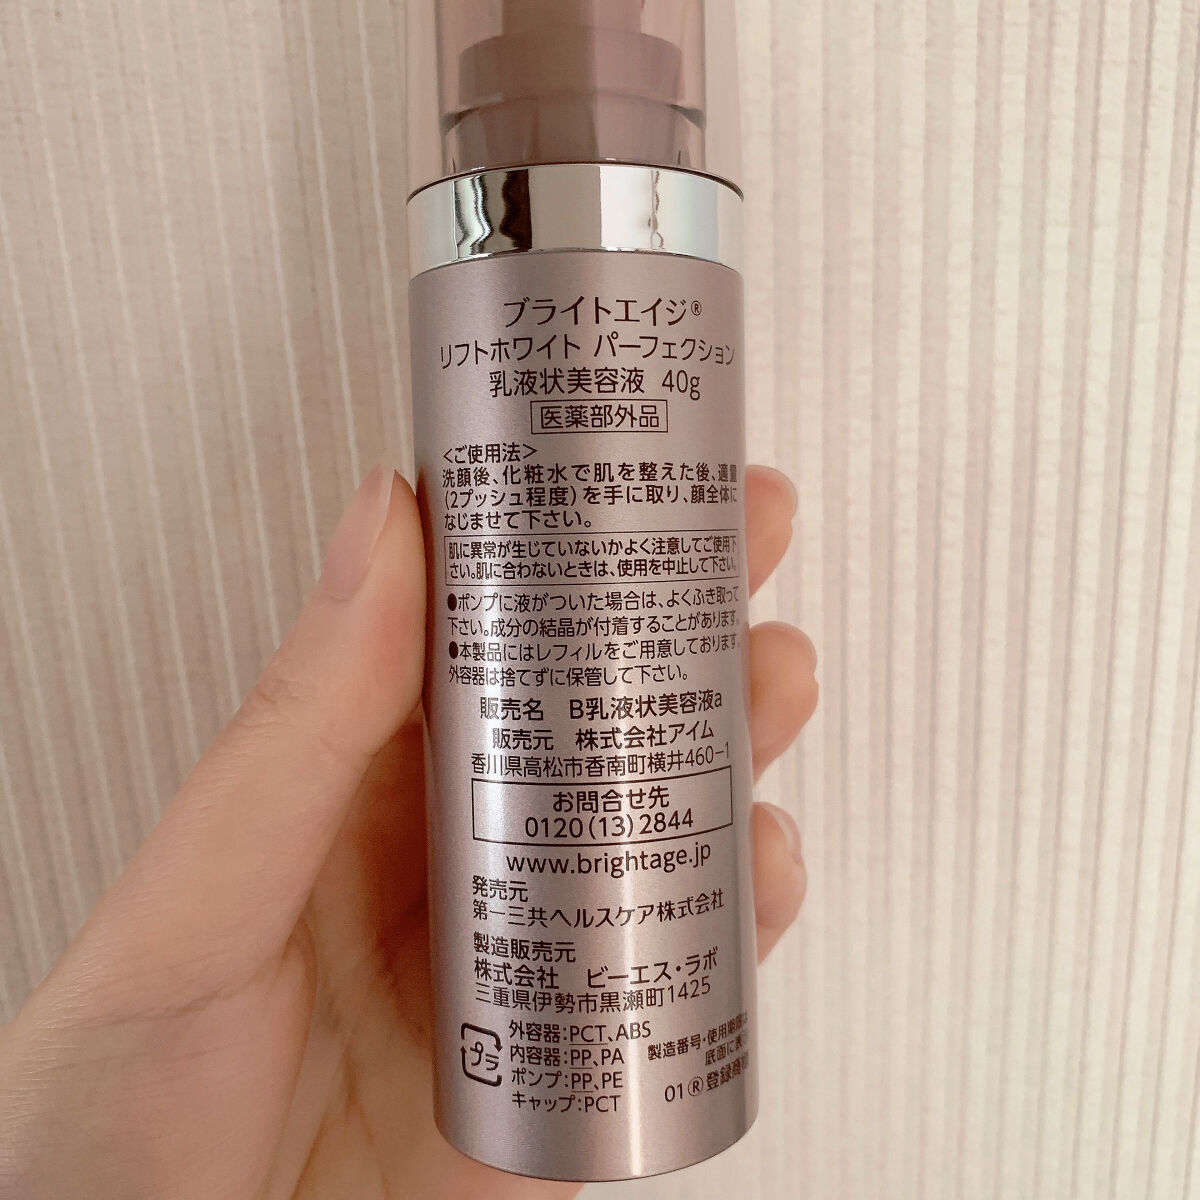 ブライトエイジ®
リフトホワイト パーフェクション
乳液状美容液 40g
医薬部外品
<ご使用法>
洗顔後、化粧水で肌を整えた後、適量
(2プッシュ程度)を手に取り、顔全体に
なじませて下さい。
肌に異常が生じていないかよく注意してご使用下
さい。肌に合わないときは、使用を中止して下さい。
●ポンプに液がついた場合は、よくふき取って
下さい。成分の結晶が付着することがあります。
●本製品にはレフィルをご用意しております。
外容器は捨てずに保管して下さい。
販売名 B乳液状美容液a
販売元 株式会社アイム
香川県高松市香南町横井460-1
お問合せ先
0120(13)2844
www.brightage.jp
発売元
第一三共ヘルスケア株式会社
製造販売元
株式会社 ビーエス・ラボ
三重県伊勢市黒瀬町1425
プラ
外容器:PCT、ABS
内容器:PP、PA
ポンプ:PP、PE
キャップ:PCT
製造番号・使用期限は
底面に表
01®登録商